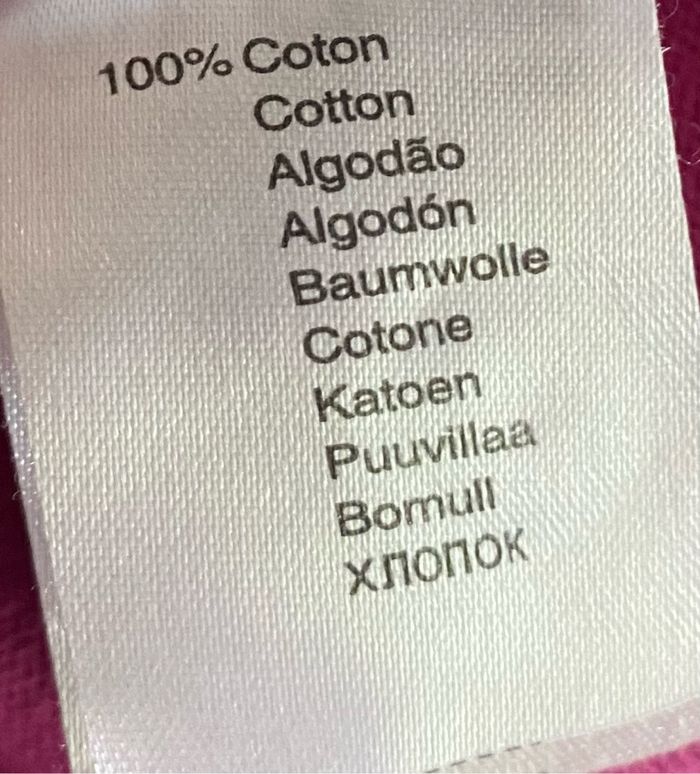 100% Coton
Cotton
Algodão
Algodón
Baumwolle
Cotone
Katoen
Puuvillaa
Bomull
хлопок